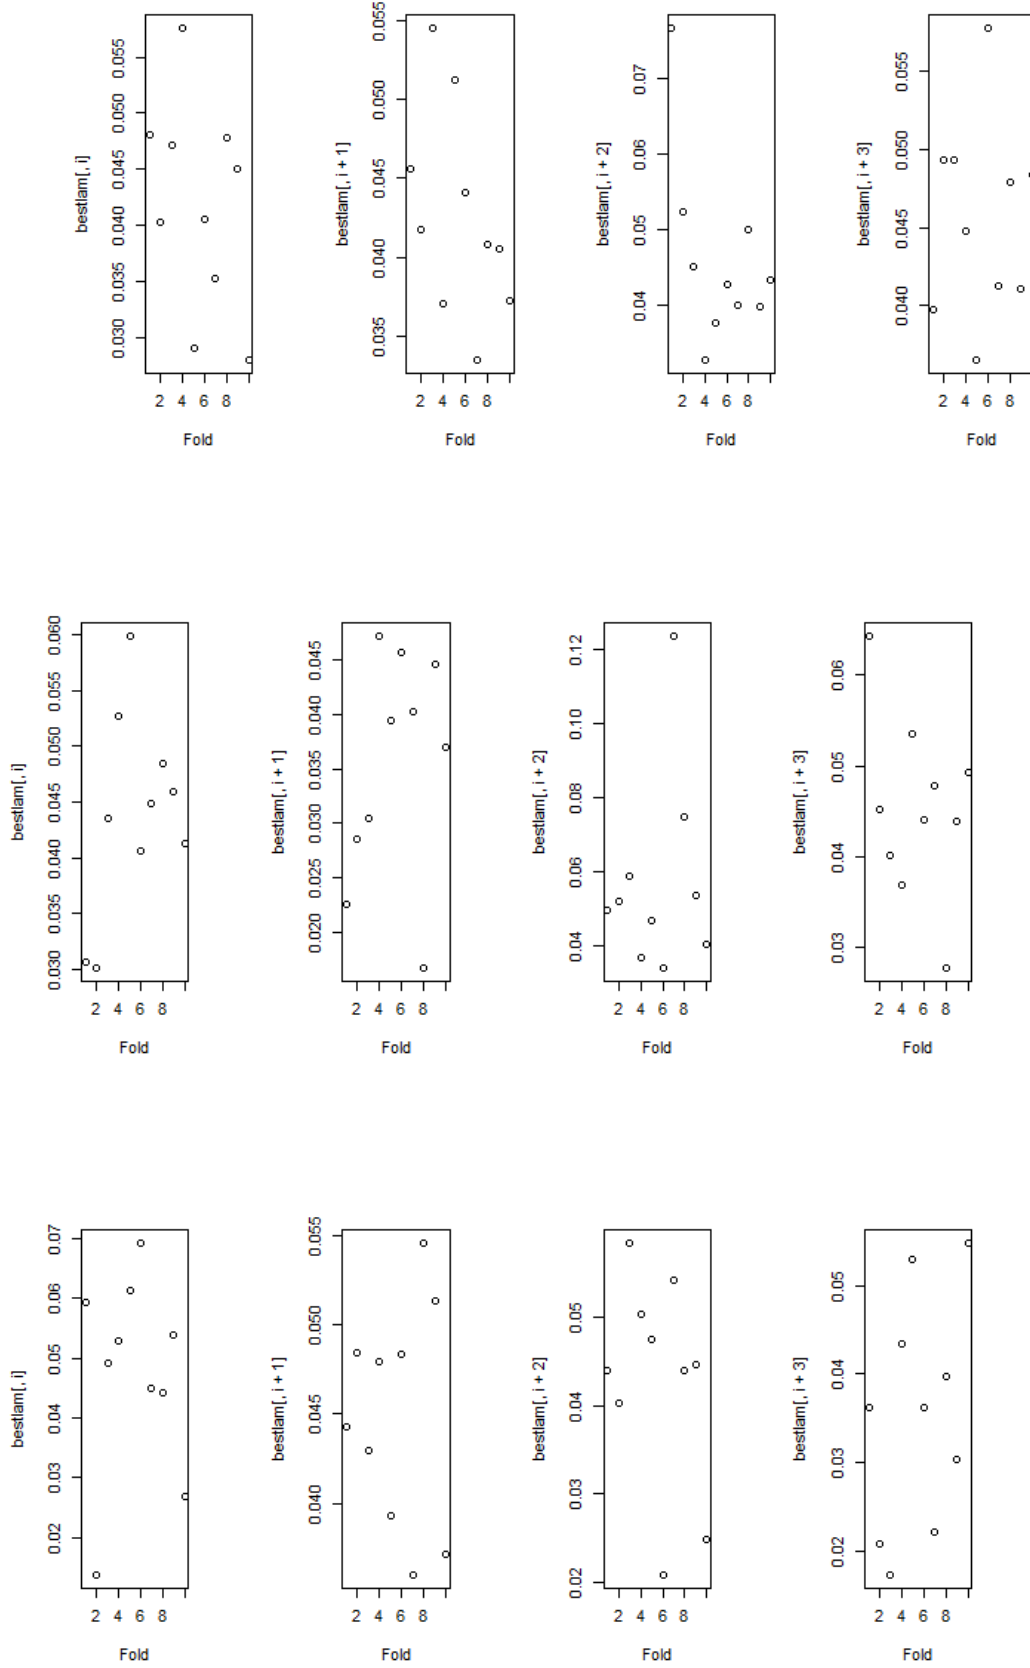 bestlam[, i]
0.030 0.035 0.040 0.045 0.050 0.055
2 4 6 8
Fold
bestlam[, i + 1]
0.035 0.040 0.045 0.050 0.055
2 4 6 8
Fold
bestlam[, i + 2]
0.04 0.05 0.06 0.07
2 4 6 8
Fold
bestlam[, i + 3]
0.040 0.045 0.050 0.055
2 4 6 8
Fold
bestlam[, i]
0.030 0.035 0.040 0.045 0.050 0.055 0.060
2 4 6 8
Fold
bestlam[, i + 1]
0.020 0.025 0.030 0.035 0.040 0.045
2 4 6 8
Fold
bestlam[, i + 2]
0.04 0.06 0.08 0.10 0.12
2 4 6 8
Fold
bestlam[, i + 3]
0.03 0.04 0.05 0.06
2 4 6 8
Fold
bestlam[, i]
0.02 0.03 0.04 0.05 0.06 0.07
2 4 6 8
Fold
bestlam[, i + 1]
0.040 0.045 0.050 0.055
2 4 6 8
Fold
bestlam[, i + 2]
0.02 0.03 0.04 0.05
2 4 6 8
Fold
bestlam[, i + 3]
0.02 0.03 0.04 0.05
2 4 6 8
Fold